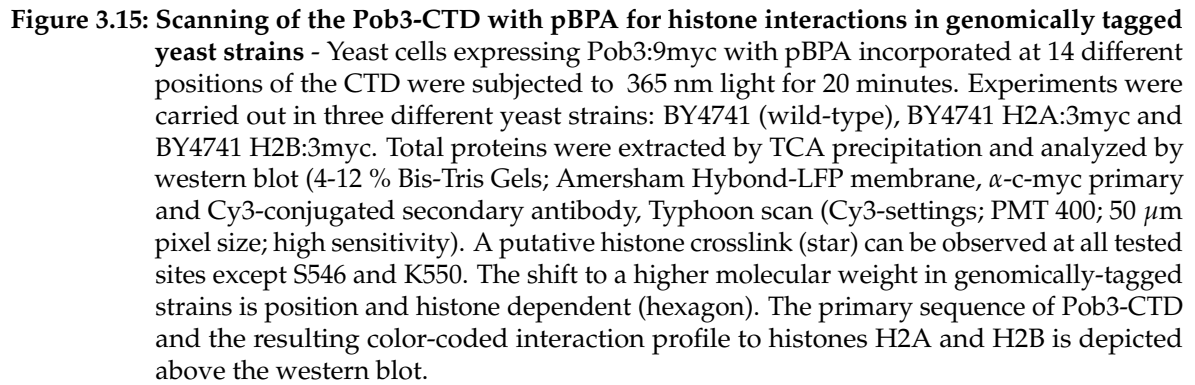 Figure 3.15: Scanning of the Pob3-CTD with pBPA for histone interactions in genomically tagged
yeast strains - Yeast cells expressing Pob3:9myc with pBPA incorporated at 14 different
positions of the CTD were subjected to 365 nm light for 20 minutes. Experiments were
carried out in three different yeast strains: BY4741 (wild-type), BY4741 H2A:3myc and
BY4741 H2B:3myc. Total proteins were extracted by TCA precipitation and analyzed by
western blot (4-12 % Bis-Tris Gels; Amersham Hybond-LFP membrane, α-c-myc primary
and Cy3-conjugated secondary antibody, Typhoon scan (Cy3-settings; PMT 400; 50 μm
pixel size; high sensitivity). A putative histone crosslink (star) can be observed at all tested
sites except S546 and K550. The shift to a higher molecular weight in genomically-tagged
strains is position and histone dependent (hexagon). The primary sequence of Pob3-CTD
and the resulting color-coded interaction profile to histones H2A and H2B is depicted
above the western blot.